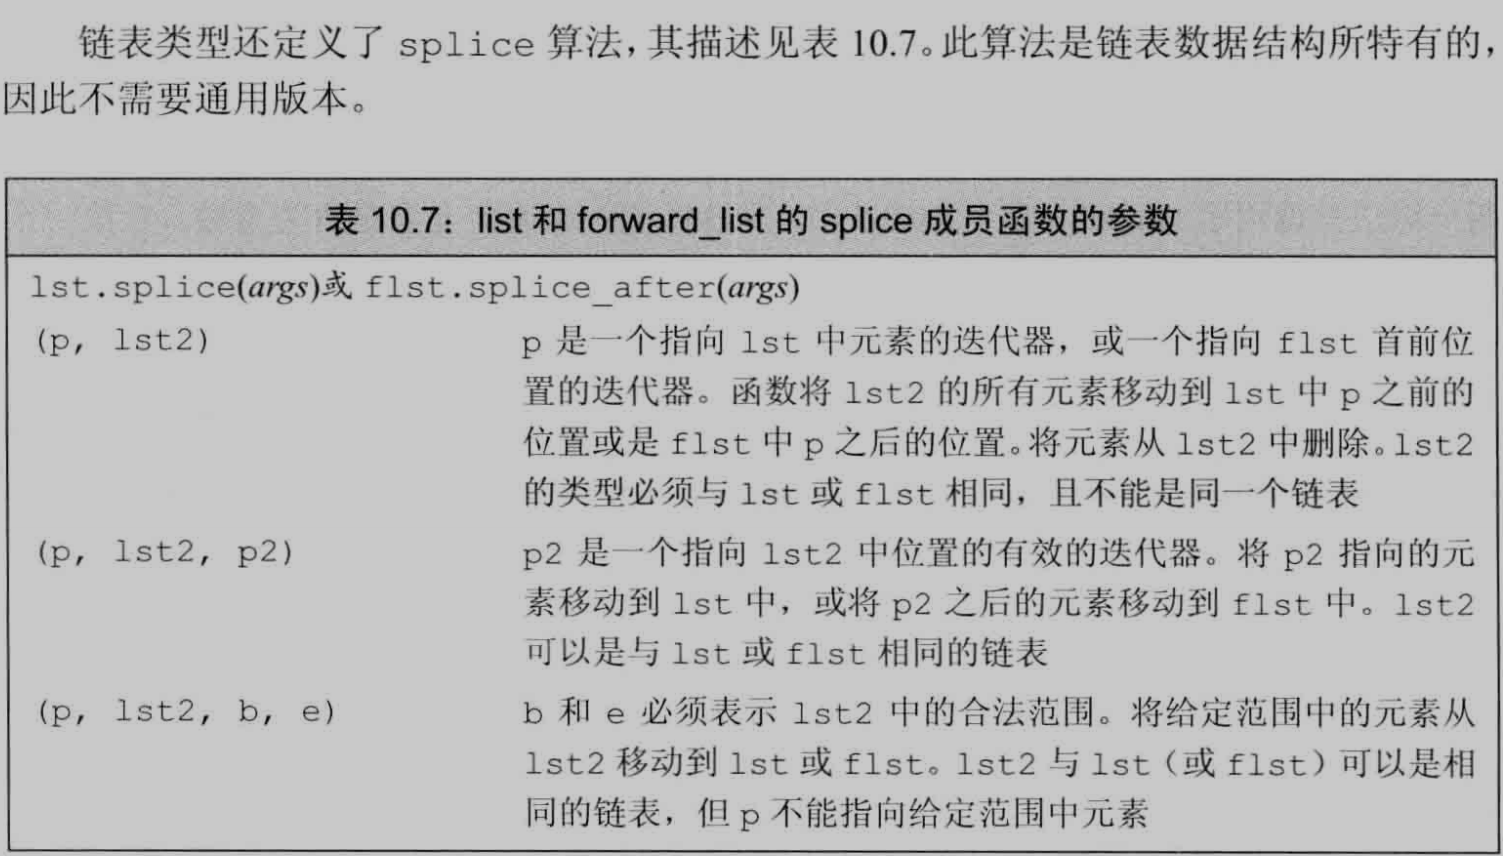 链表类型还定义了 splice 算法,其描述见表 10.7。此算法是链表数据结构所特有的,
因此不需要通用版本。
表 10.7：list 和 forward_list 的 splice 成员函数的参数
lst.splice(args)或 flst.splice_after(args)
(p, lst2) p 是一个指向 lst 中元素的迭代器，或一个指向 flst 首前位
置的迭代器。函数将 lst2 的所有元素移动到 lst 中 p 之前的
位置或是 flst 中 p 之后的位置。将元素从 lst2 中删除。lst2
的类型必须与 lst 或 flst 相同，且不能是同一个链表
(p, lst2, p2) p2 是一个指向 lst2 中位置的有效的迭代器。将 p2 指向的元
素移动到 lst 中，或将 p2 之后的元素移动到 flst 中。lst2
可以是与 lst 或 flst 相同的链表
(p, lst2, b, e) b 和 e 必须表示 lst2 中的合法范围。将给定范围中的元素从
lst2 移动到 lst 或 flst。lst2 与 lst（或 flst）可以是相
同的链表，但 p 不能指向给定范围中元素